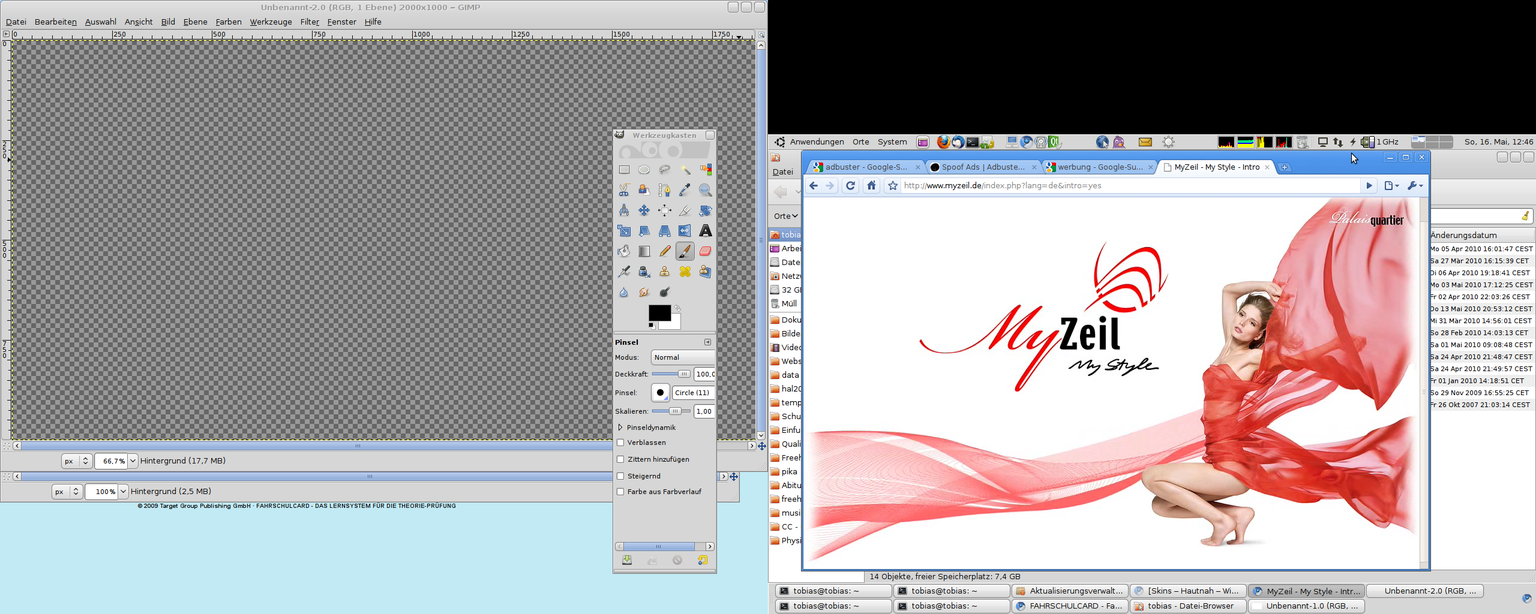 Unbenannt-2.0 (RGB, 1 Ebene) 2000x1000 – GIMP
Datei Bearbeiten Auswahl Ansicht Bild Ebene Farben Werkzeuge Filter Fenster Hilfe
0 250 500 750 1000 1250 1500 1750
Werkzeugkasten
Pinsel
Modus: Normal
Deckkraft: 100,0
Pinsel: Circle (11)
Skalieren: 1,00
Pinseldynamik
Verblassen
Zittern hinzufügen
Steigernd
Farbe aus Farbverlauf
px 66,7% Hintergrund (17,7 MB)
px 100% Hintergrund (2,5 MB)
© 2009 Target Group Publishing GmbH · FAHRSCHULCARD - DAS LERNSYSTEM FÜR DIE THEORIE-PRÜFUNG
Anwendungen Orte System 1 GHz So, 16. Mai, 12:46
adbuster - Google-S... Spoof Ads | Adbuste... werbung - Google-Su... MyZeil - My Style - Intro
http://www.myzeil.de/index.php?lang=de&intro=yes
Datei
Orte
tobia
Arbei
Date
Netz
32 G
Müll
Doku
Bilde
Video
Webs
data
hal20
temp
Schu
Einfu
Quali
Freeh
pika
Abitu
freeh
musi
CC -
Physi
Palaisquartier
MyZeil
My Style
Änderungsdatum
Mo 05 Apr 2010 16:01:47 CEST
Sa 27 Mär 2010 16:15:39 CET
Di 06 Apr 2010 19:18:41 CEST
Mo 03 Mai 2010 17:12:25 CEST
Fr 02 Apr 2010 22:03:26 CEST
Do 13 Mai 2010 20:53:12 CEST
Mi 31 Mär 2010 14:56:01 CEST
So 28 Feb 2010 14:03:13 CET
Sa 01 Mai 2010 09:08:48 CEST
Sa 24 Apr 2010 21:48:47 CEST
Sa 24 Apr 2010 21:49:57 CEST
Fr 01 Jan 2010 14:18:51 CET
So 29 Nov 2009 16:55:25 CET
Fr 26 Okt 2007 21:03:14 CEST
14 Objekte, freier Speicherplatz: 7,4 GB
tobias@tobias: ~ tobias@tobias: ~ Aktualisierungsverwalt... [Skins – Hautnah – Wi... MyZeil - My Style - Intr... Unbenannt-2.0 (RGB, ...
tobias@tobias: ~ tobias@tobias: ~ FAHRSCHULCARD - Fa... tobias - Datei-Browser Unbenannt-1.0 (RGB, ...